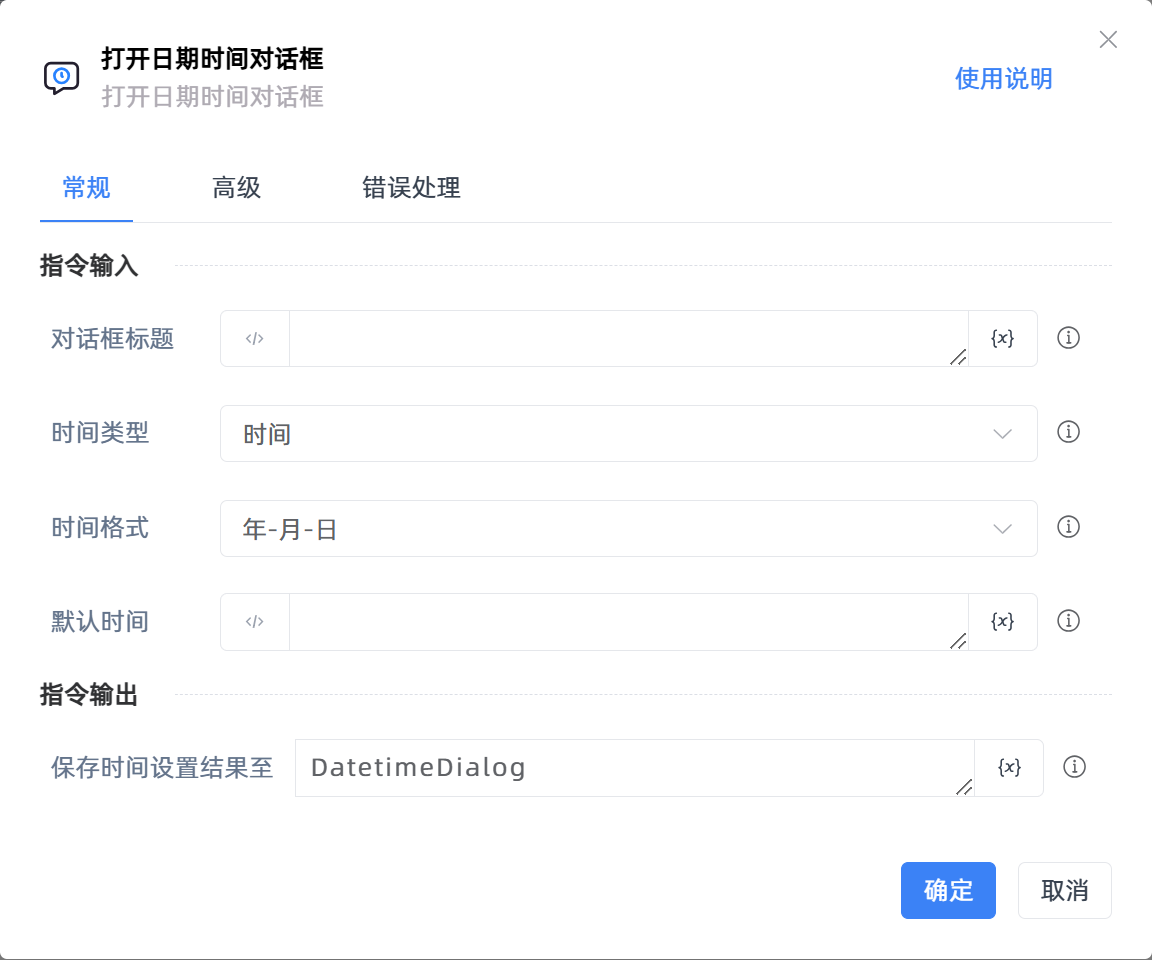 打开日期时间对话框
打开日期时间对话框
使用说明
常规
高级
错误处理
指令输入
对话框标题
</>
{x}
时间类型
时间
时间格式
年-月-日
默认时间
</>
{x}
指令输出
保存时间设置结果至
DatetimeDialog
{x}
确定
取消